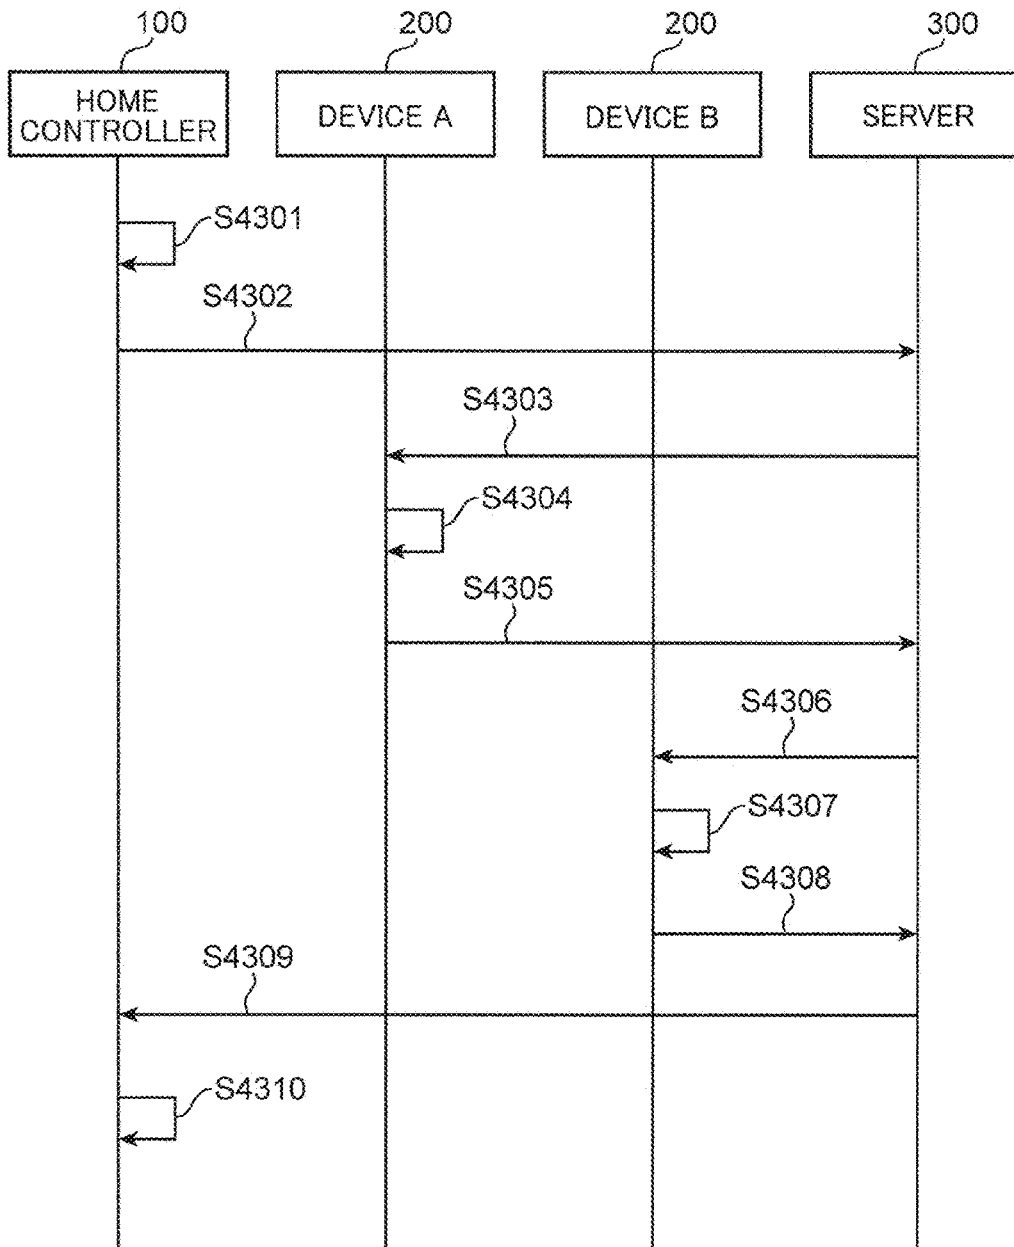 100
200
200
300
HOME
CONTROLLER
DEVICE A
DEVICE B
SERVER
S4301
S4302
S4303
S4304
S4305
S4306
S4307
S4308
S4309
S4310